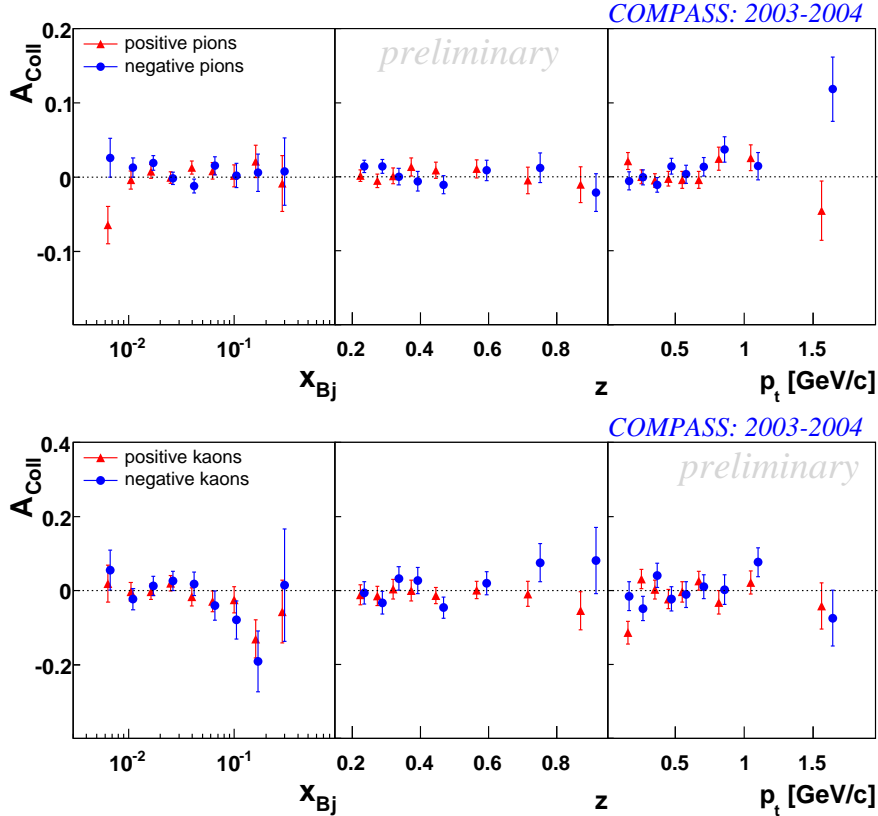 COMPASS: 2003-2004
A_Coll
0.2
0.1
0
-0.1
positive pions
negative pions
preliminary
10^-2
10^-1
0.2
0.4
0.6
0.8
0.5
1
1.5
x_Bj
z
p_t [GeV/c]
COMPASS: 2003-2004
A_Coll
0.4
0.2
0
-0.2
positive kaons
negative kaons
preliminary
10^-2
10^-1
0.2
0.4
0.6
0.8
0.5
1
1.5
x_Bj
z
p_t [GeV/c]